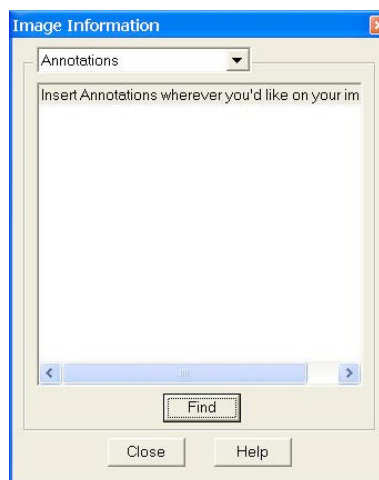 Image Information
Annotations
Insert Annotations wherever you'd like on your im
Find
Close
Help